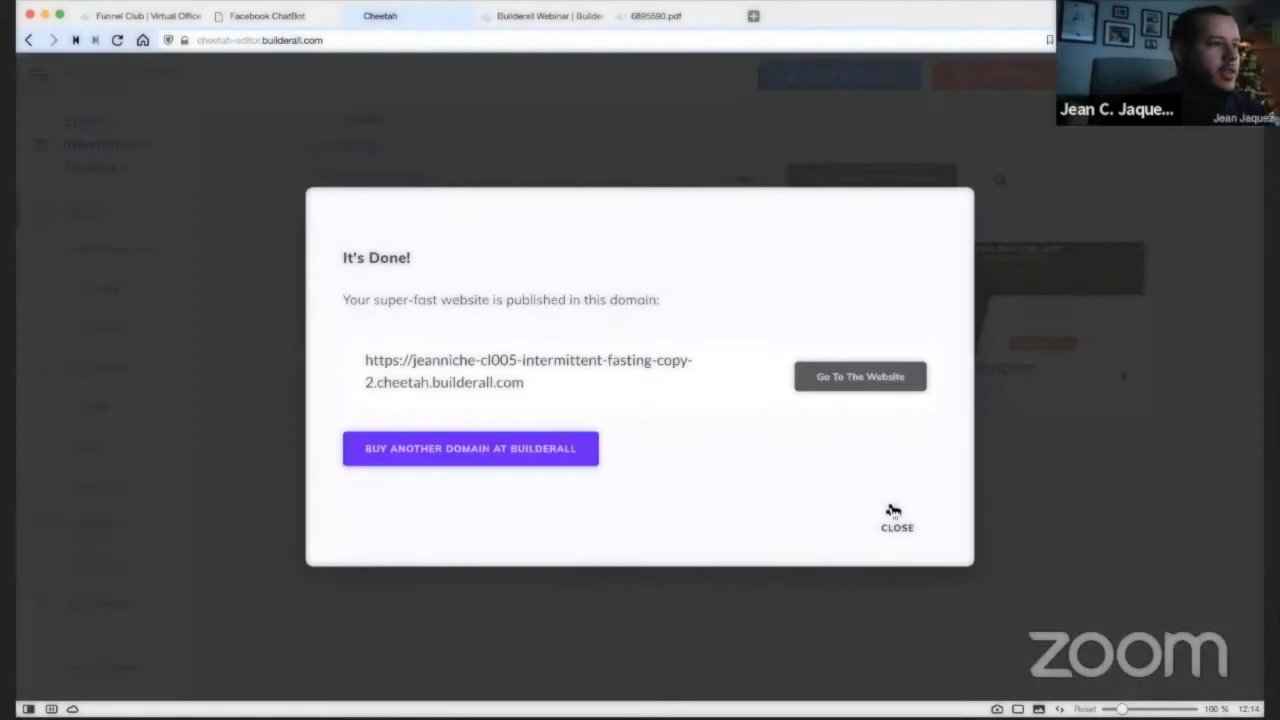 Funnel Club | Virtual Office
Facebook ChatBot
Cheetah
Builderall Webinar | Builde
6895590.pdf
cheetah-editor.builderall.com
Jean C. Jaque...
Jean Jaquez
It's Done!
Your super-fast website is published in this domain:
https://jeanniche-cl005-intermittent-fasting-copy-
2.cheetah.builderall.com
Go To The Website
BUY ANOTHER DOMAIN AT BUILDERALL
CLOSE
zoom
Reset
100 %
12:14